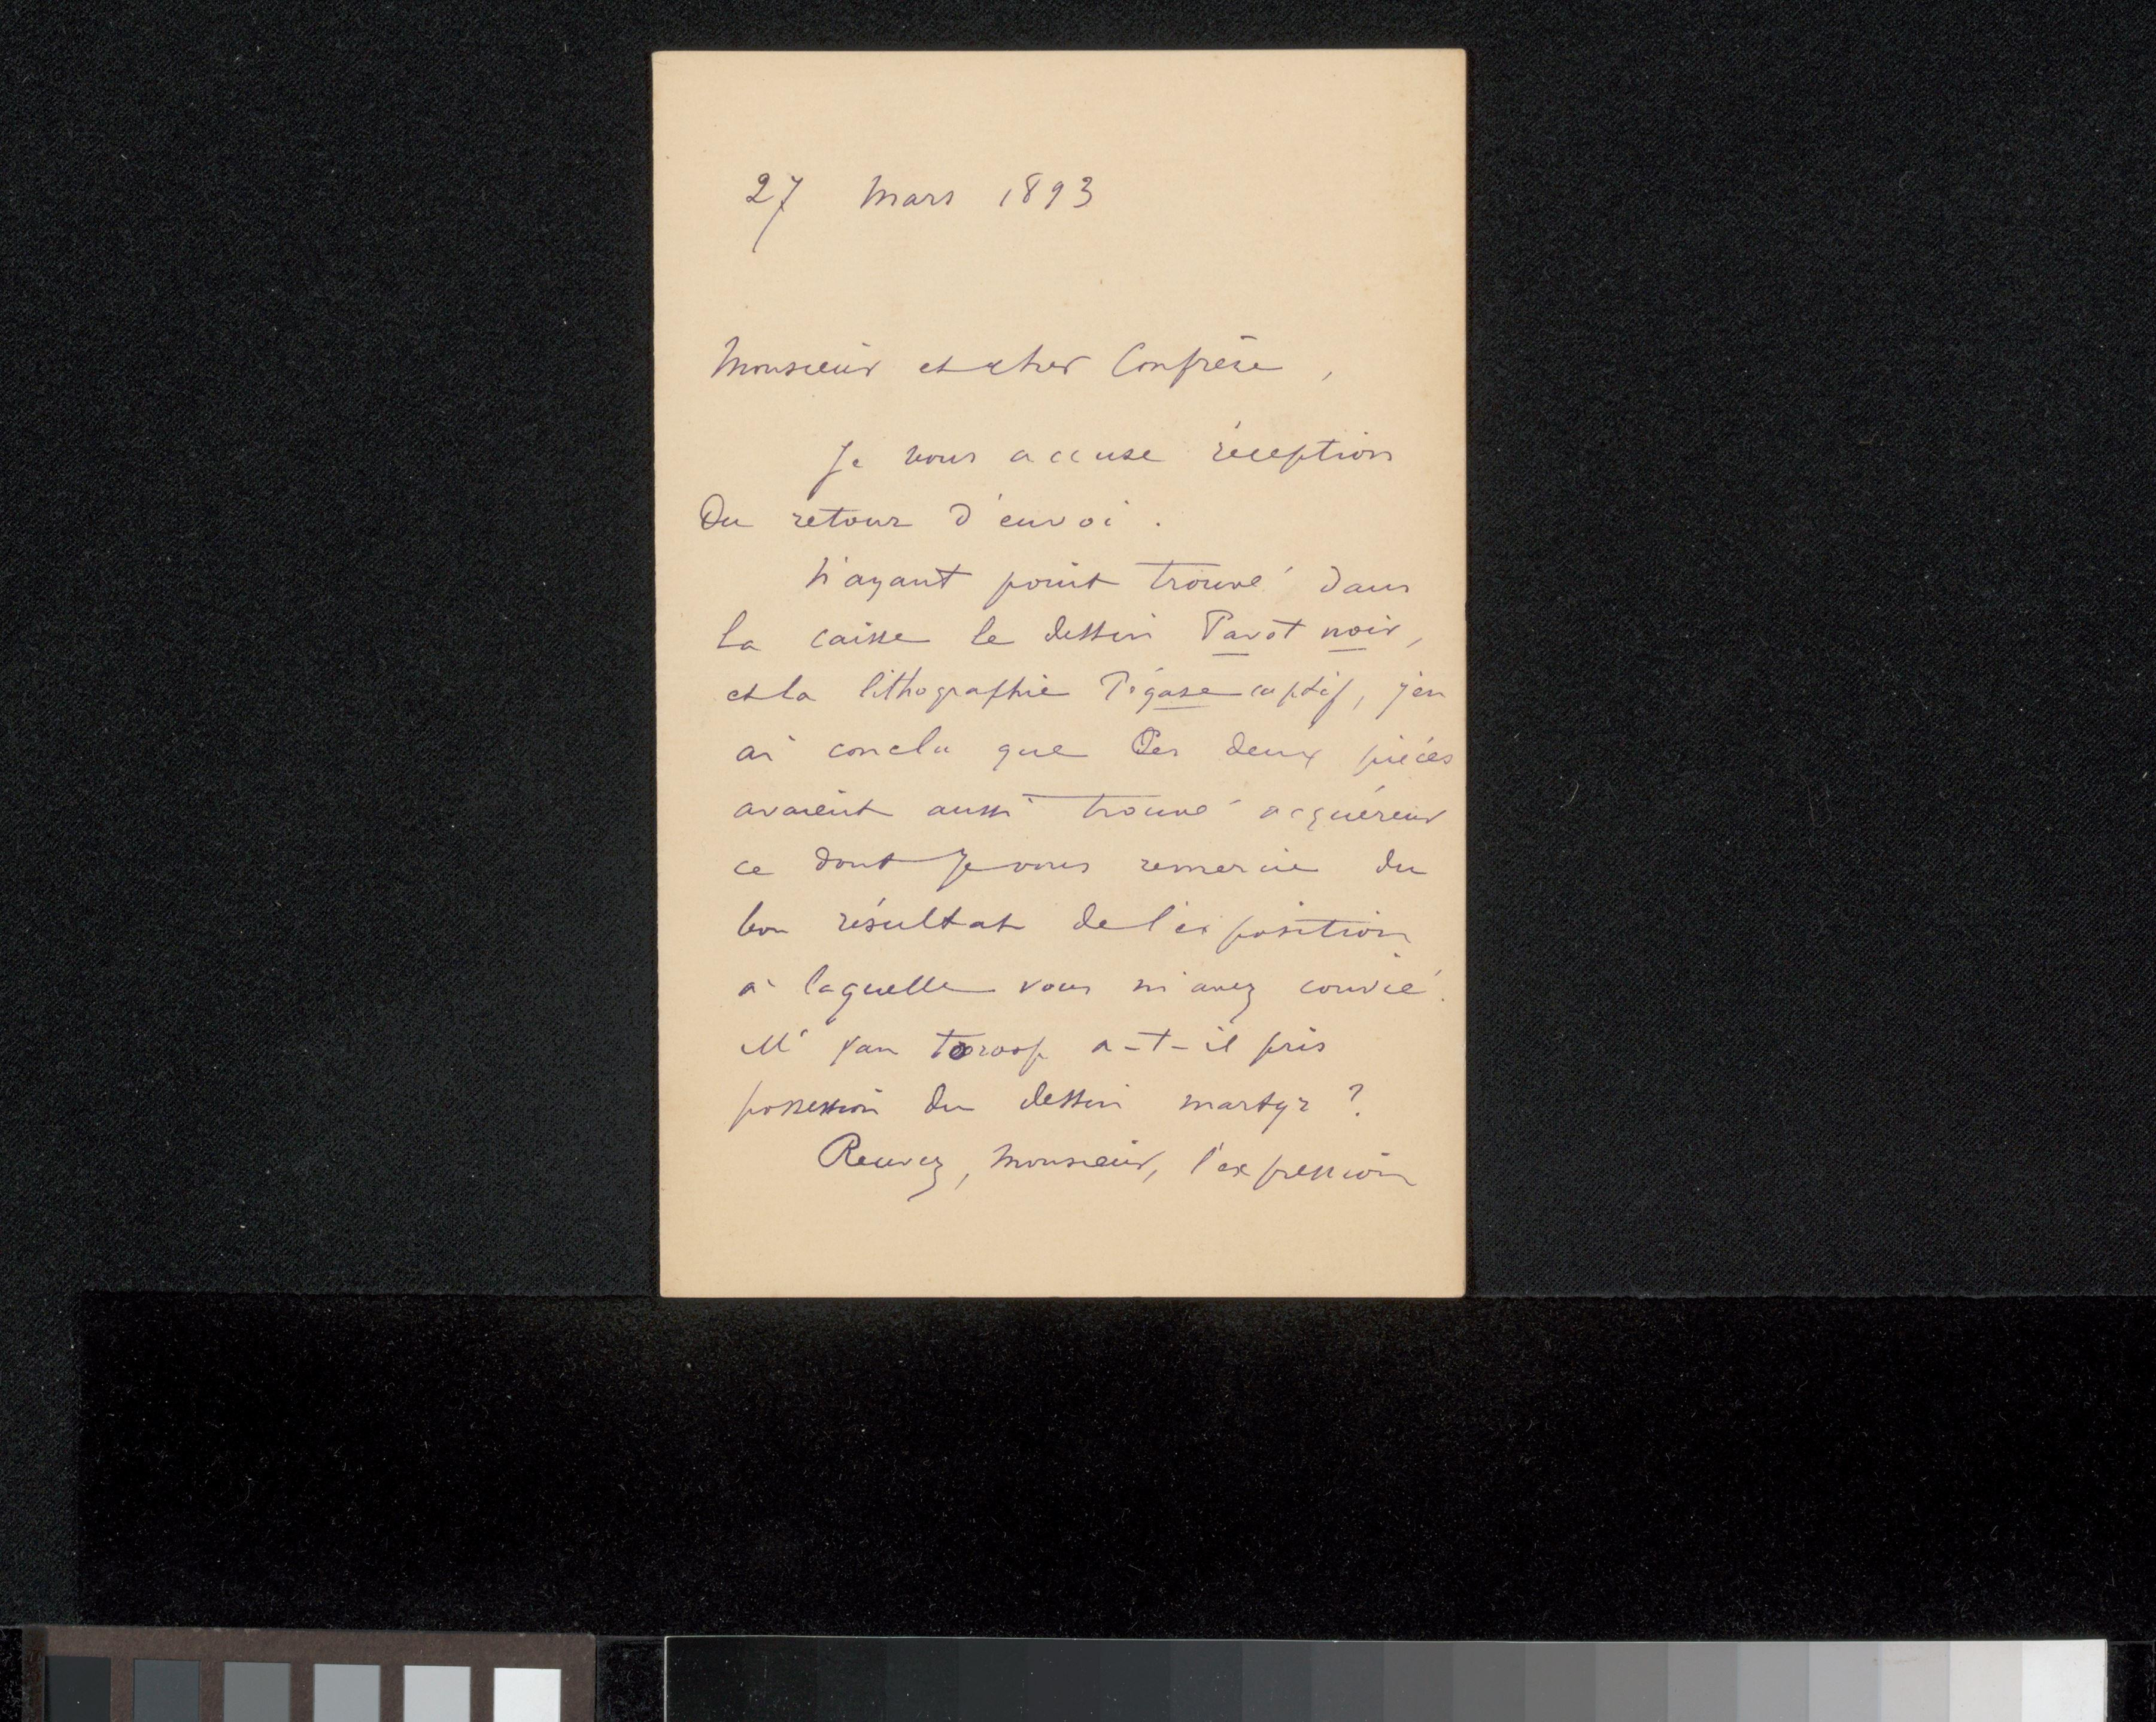 27 Mars 1893
Monsieur et cher Confrère,
Je vous accuse réception
Du retour d'envoi.
N'ayant point trouvé dans
la caisse le dessin Pavot noir,
et la lithographie Pégase captif, j'en
ai conclu que Ces deux pièces
avaient aussi trouvé acquéreur
ce dont Je vous remercie du
bon résultat de l'exposition
à laquelle vous m'avez convié.
Mr Van Tooroop a-t-il pris
possession du dessin martyr ?
Recevez, Monsieur, l'expression